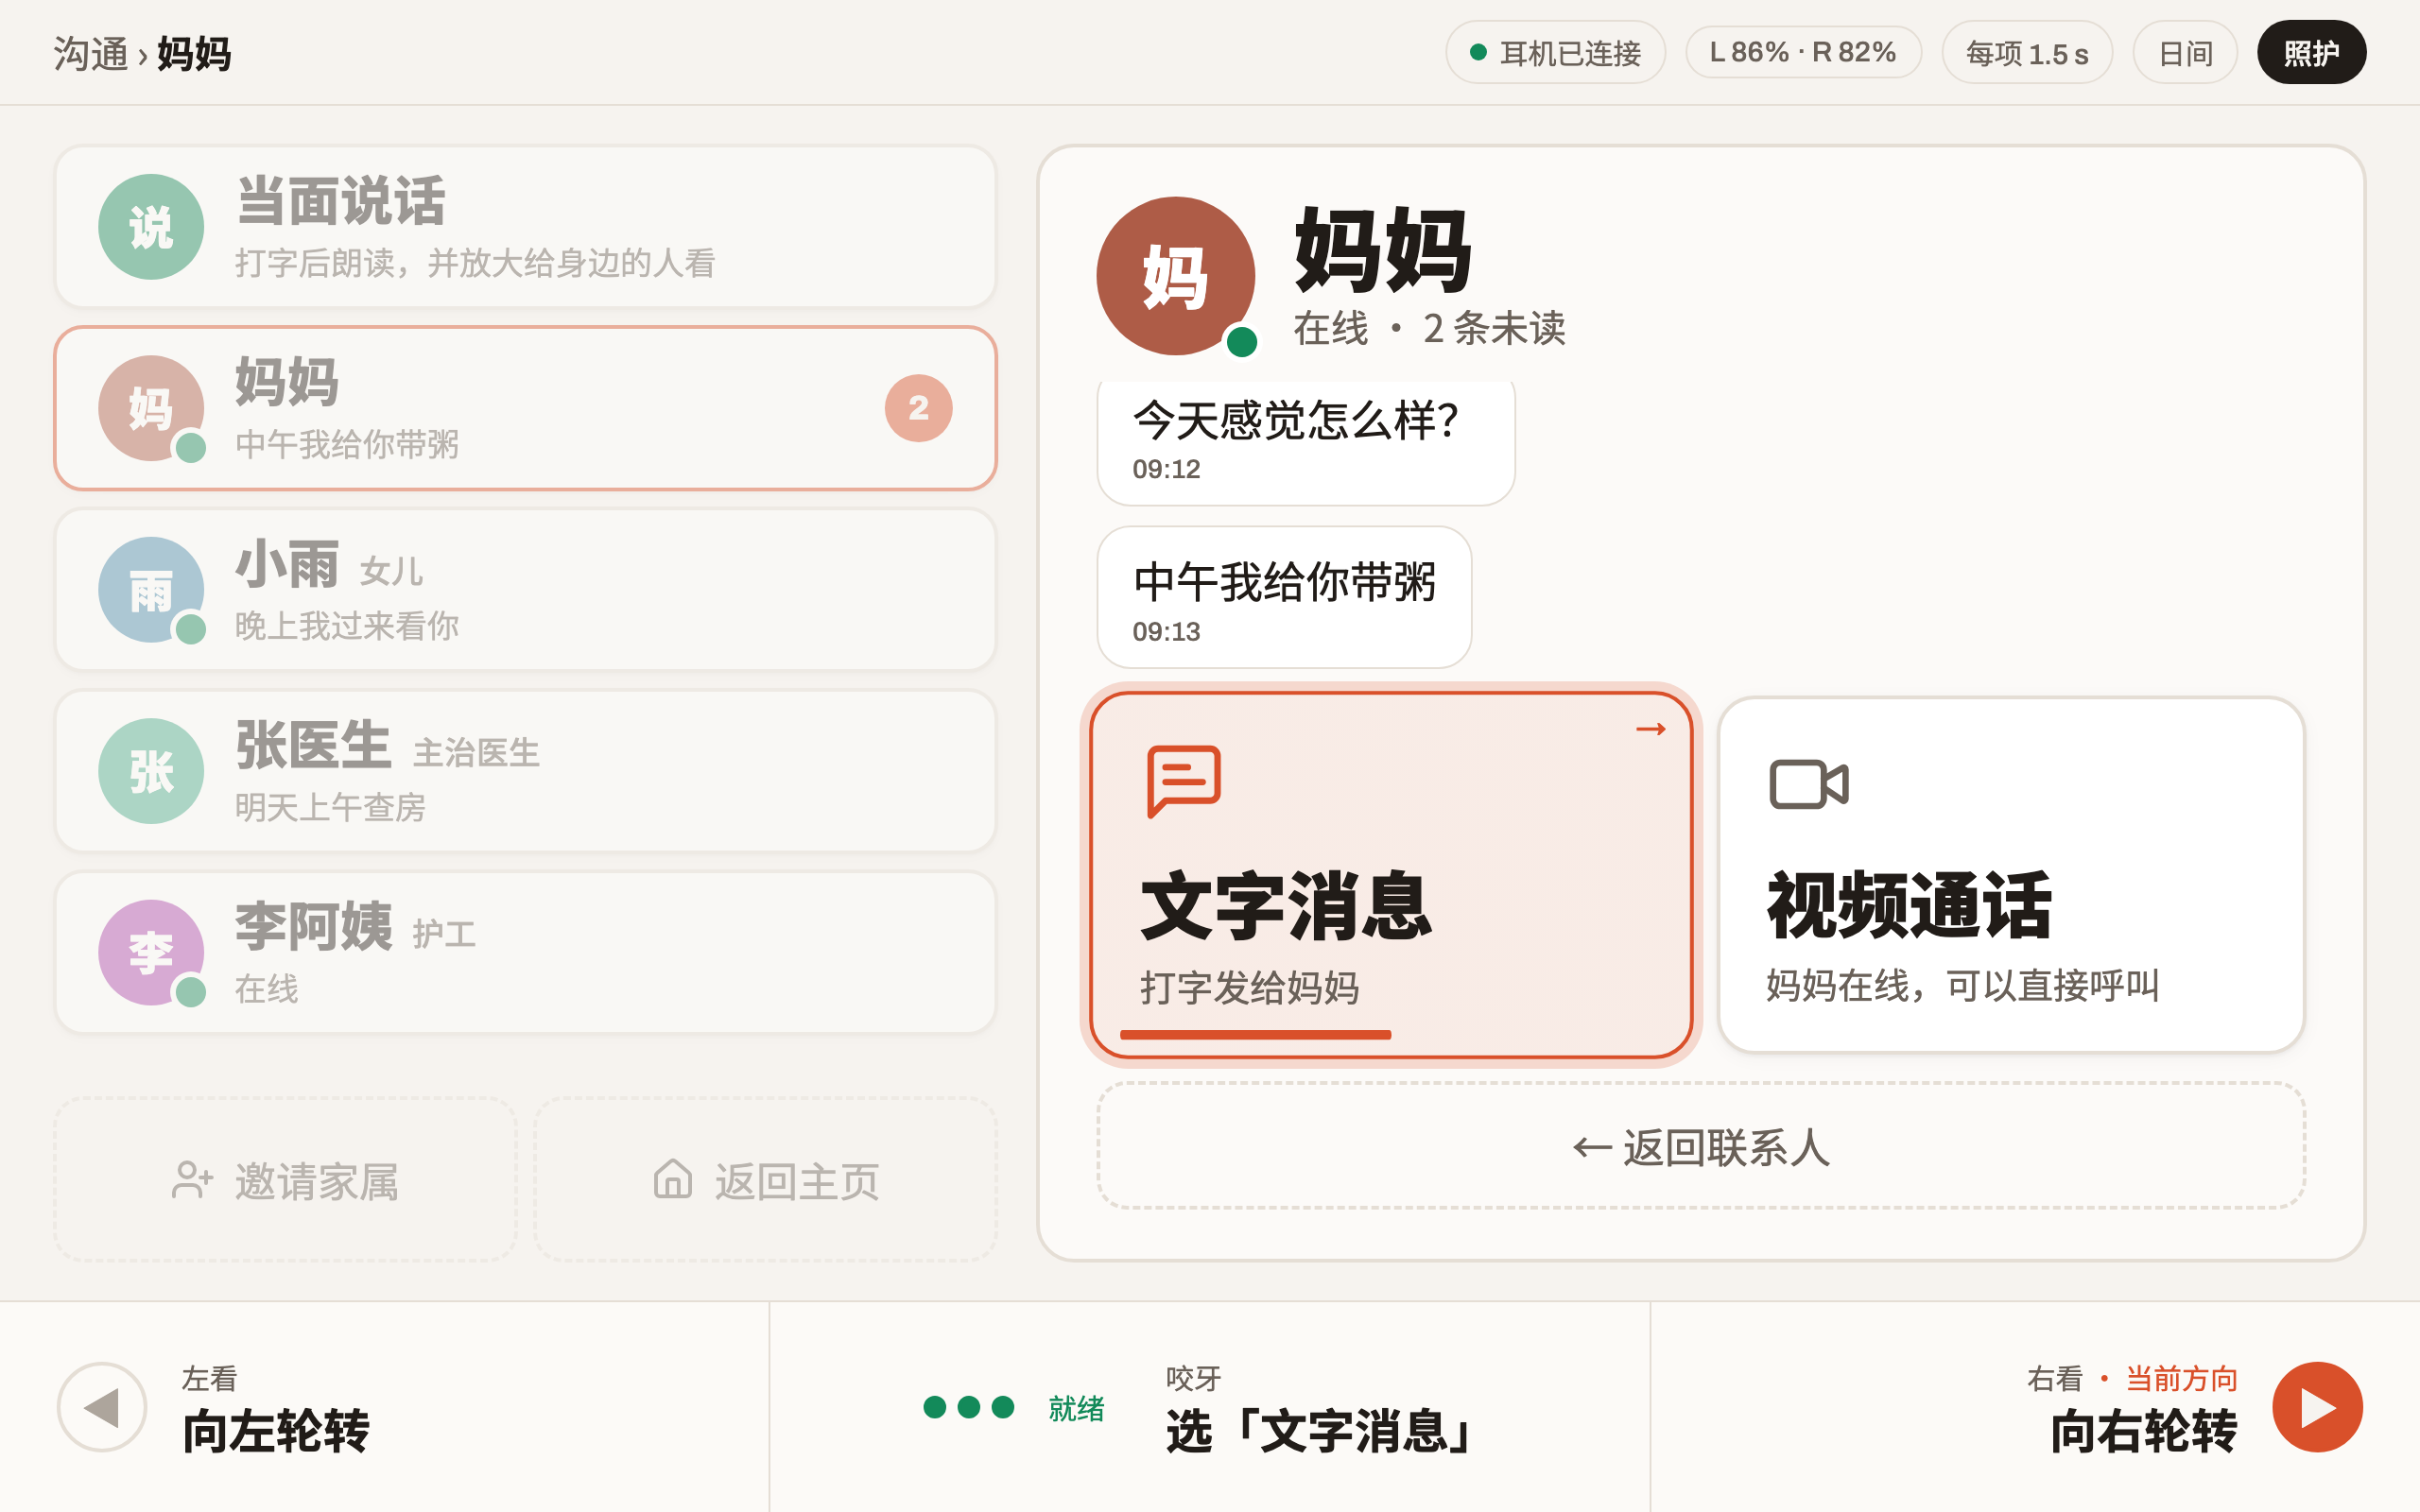 沟通 › 妈妈
耳机已连接
L 86% · R 82%
每项 1.5 s
日间
照护
说
当面说话
打字后朗读，并放大给身边的人看
妈
妈妈
中午我给你带粥
2
雨
小雨 女儿
晚上我过来看你
张
张医生 主治医生
明天上午查房
李
李阿姨 护工
在线
邀请家属
返回主页
妈
妈妈
在线 · 2 条未读
今天感觉怎么样？
09:12
中午我给你带粥
09:13
→
文字消息
打字发给妈妈
视频通话
妈妈在线，可以直接呼叫
← 返回联系人
左看
向左轮转
就绪
咬牙
选「文字消息」
右看 · 当前方向
向右轮转